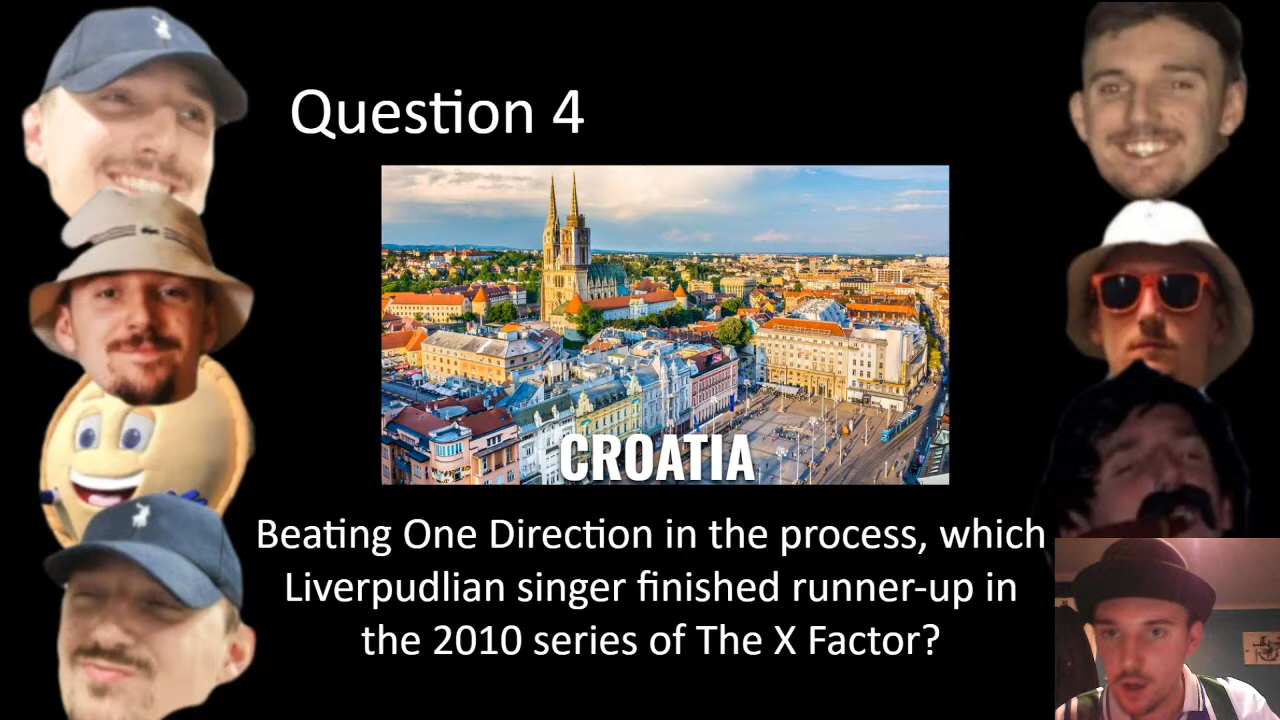 Question 4
CROATIA
Beating One Direction in the process, which
Liverpudlian singer finished runner-up in
the 2010 series of The X Factor?